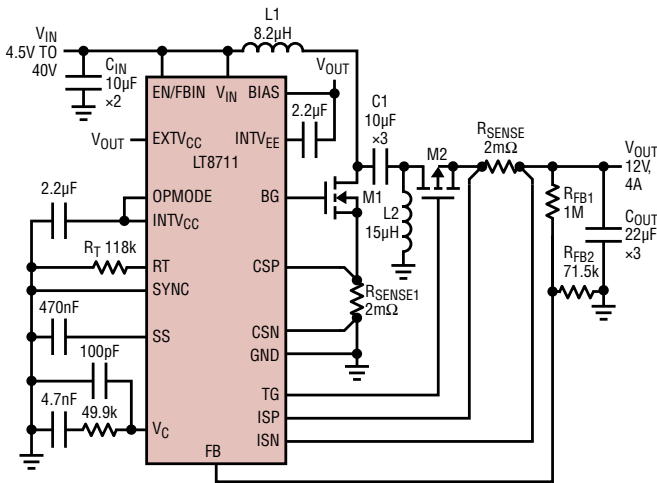 L1
8.2µH
VIN
4.5V TO
40V
CIN
10µF
×2
VOUT
C1
10µF
×3
2.2µF
EN/FBIN VIN BIAS
VOUT
EXTVCC
INTVEE
LT8711
M2
RSENSE
2mΩ
VOUT
12V,
4A
2.2µF
OPMODE
INTVCC
BG
M1
L2
15µH
RFB1
1M
COUT
22µF
×3
RT 118k
RT
CSP
RFB2
71.5k
SYNC
RSENSE1
2mΩ
470nF
SS
CSN
GND
100pF
TG
4.7nF
49.9k
ISP
VC
ISN
FB